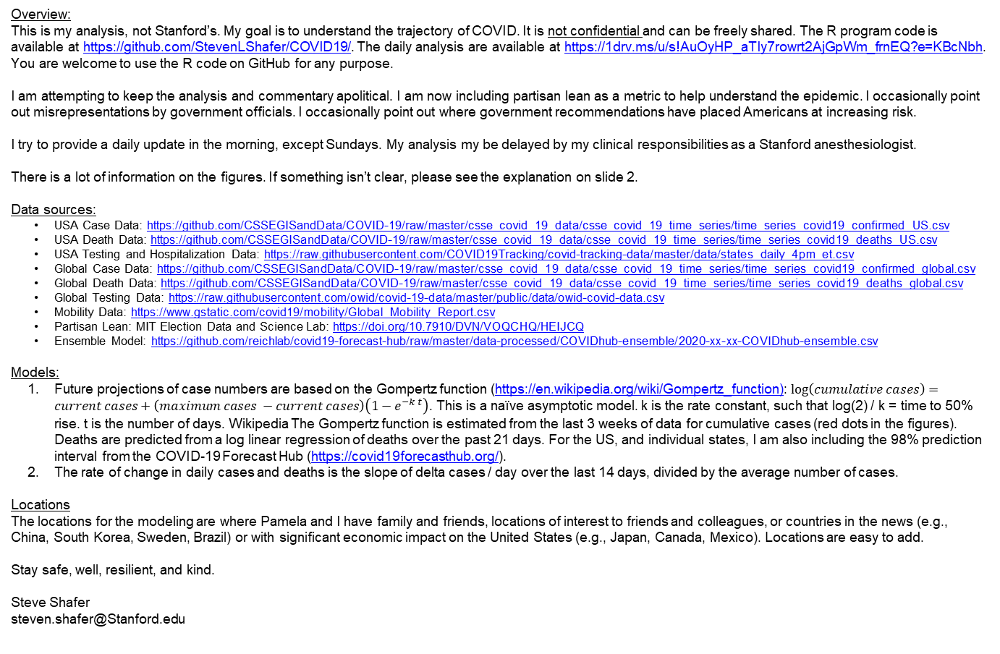 Overview:
This is my analysis, not Stanford's. My goal is to understand the trajectory of COVID. It is not confidential and can be freely shared. The R program code is
available at https://github.com/StevenLShafer/COVID19/. The daily analysis are available at https://1drv.ms/u/s!AuOyHP_aTIy7rowrt2AjGpWm_frnEQ?e=KBcNbh.
You are welcome to use the R code on GitHub for any purpose.
I am attempting to keep the analysis and commentary apolitical. I am now including partisan lean as a metric to help understand the epidemic. I occasionally point
out misrepresentations by government officials. I occasionally point out where government recommendations have placed Americans at increasing risk.
I try to provide a daily update in the morning, except Sundays. My analysis my be delayed by my clinical responsibilities as a Stanford anesthesiologist.
There is a lot of information on the figures. If something isn't clear, please see the explanation on slide 2.
Data sources:
• USA Case Data: https://github.com/CSSEGISandData/COVID-19/raw/master/csse_covid_19_data/csse_covid_19_time_series/time_series_covid19_confirmed_US.csv
• USA Death Data: https://github.com/CSSEGISandData/COVID-19/raw/master/csse_covid_19_data/csse_covid_19_time_series/time_series_covid19_deaths_US.csv
• USA Testing and Hospitalization Data: https://raw.githubusercontent.com/COVID19Tracking/covid-tracking-data/master/data/states_daily_4pm_et.csv
• Global Case Data: https://github.com/CSSEGISandData/COVID-19/raw/master/csse_covid_19_data/csse_covid_19_time_series/time_series_covid19_confirmed_global.csv
• Global Death Data: https://github.com/CSSEGISandData/COVID-19/raw/master/csse_covid_19_data/csse_covid_19_time_series/time_series_covid19_deaths_global.csv
• Global Testing Data: https://raw.githubusercontent.com/owid/covid-19-data/master/public/data/owid-covid-data.csv
• Mobility Data: https://www.gstatic.com/covid19/mobility/Global_Mobility_Report.csv
• Partisan Lean: MIT Election Data and Science Lab: https://doi.org/10.7910/DVN/VOQCHQ/HEIJCQ
• Ensemble Model: https://github.com/reichlab/covid19-forecast-hub/raw/master/data-processed/COVIDhub-ensemble/2020-xx-xx-COVIDhub-ensemble.csv
Models:
1. Future projections of case numbers are based on the Gompertz function (https://en.wikipedia.org/wiki/Gompertz_function): log(cumulative cases) =
current cases + (maximum cases − current cases)(1 − e^(−k t)). This is a naïve asymptotic model. k is the rate constant, such that log(2) / k = time to 50%
rise. t is the number of days. Wikipedia The Gompertz function is estimated from the last 3 weeks of data for cumulative cases (red dots in the figures).
Deaths are predicted from a log linear regression of deaths over the past 21 days. For the US, and individual states, I am also including the 98% prediction
interval from the COVID-19 Forecast Hub (https://covid19forecasthub.org/).
2. The rate of change in daily cases and deaths is the slope of delta cases / day over the last 14 days, divided by the average number of cases.
Locations
The locations for the modeling are where Pamela and I have family and friends, locations of interest to friends and colleagues, or countries in the news (e.g.,
China, South Korea, Sweden, Brazil) or with significant economic impact on the United States (e.g., Japan, Canada, Mexico). Locations are easy to add.
Stay safe, well, resilient, and kind.
Steve Shafer
steven.shafer@Stanford.edu